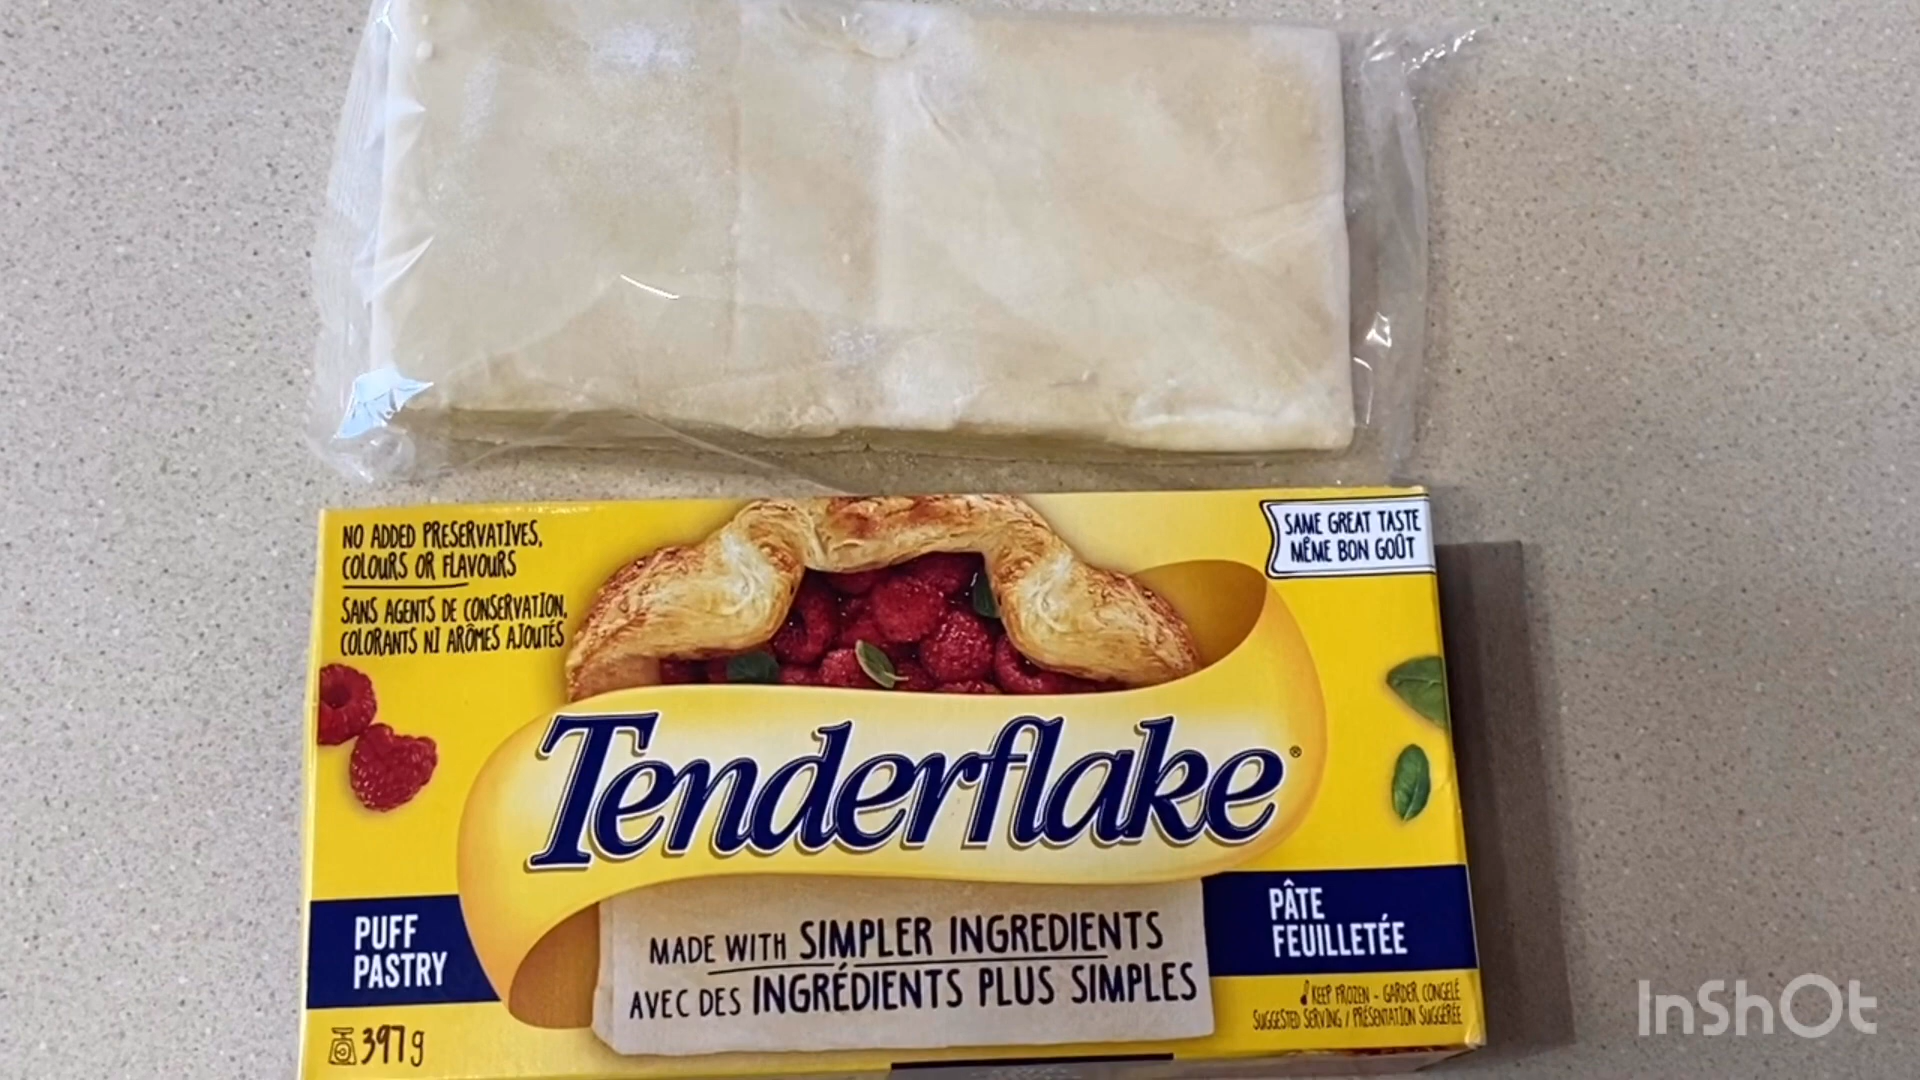 NO ADDED PRESERVATIVES,
COLOURS OR FLAVOURS
SANS AGENTS DE CONSERVATION,
COLORANTS NI ARÔMES AJOUTÉS
SAME GREAT TASTE
MÊME BON GOÛT
Tenderflake®
PUFF
PASTRY
MADE WITH SIMPLER INGREDIENTS
AVEC DES INGRÉDIENTS PLUS SIMPLES
PÂTE
FEUILLETÉE
KEEP FROZEN - GARDER CONGELÉ
SUGGESTED SERVING / PRÉSENTATION SUGGÉRÉE
397g
InShOt